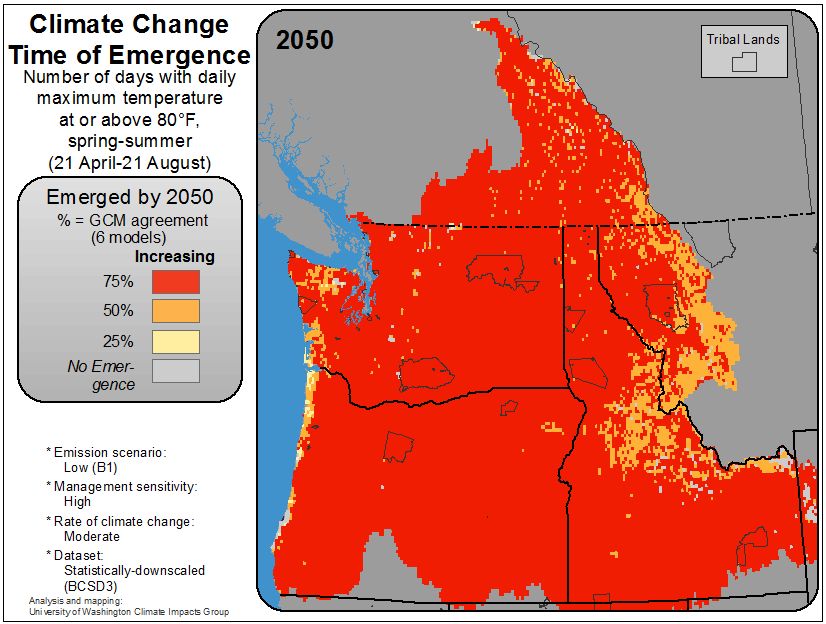 Climate Change
Time of Emergence
Number of days with daily
maximum temperature
at or above 80°F,
spring-summer
(21 April-21 August)
Emerged by 2050
% = GCM agreement
(6 models)
Increasing
75%
50%
25%
No Emer-
gence
* Emission scenario:
Low (B1)
* Management sensitivity:
High
* Rate of climate change:
Moderate
* Dataset:
Statistically-downscaled
(BCSD3)
Analysis and mapping:
University of Washington Climate Impacts Group
2050
Tribal Lands